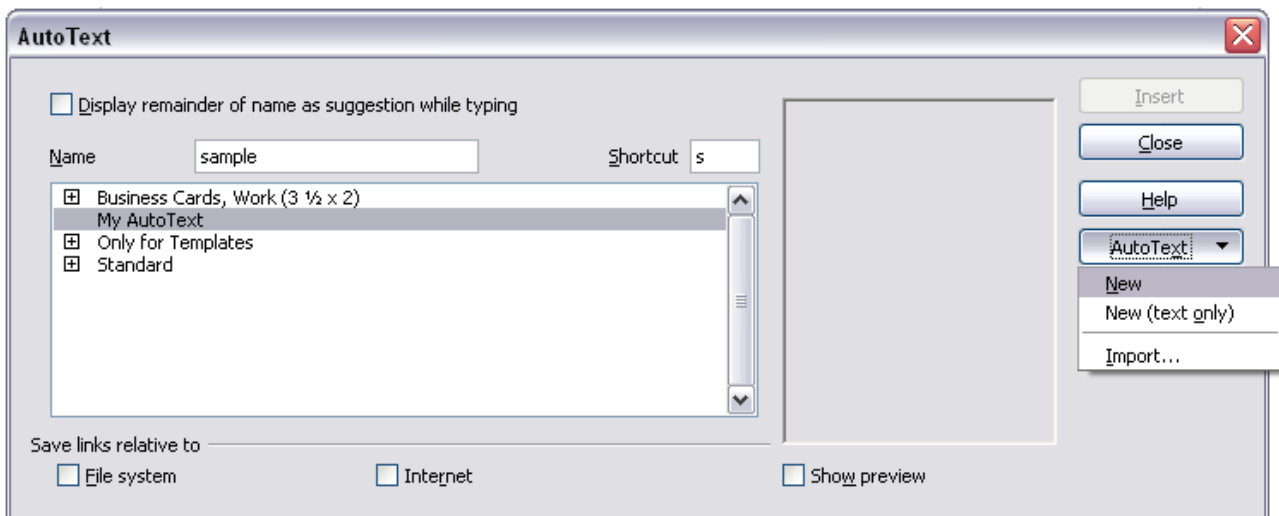 AutoText
Display remainder of name as suggestion while typing
Name sample Shortcut s
Business Cards, Work (3 ½ x 2)
My AutoText
Only for Templates
Standard
Save links relative to
File system Internet Show preview
Insert
Close
Help
AutoText
New
New (text only)
Import...